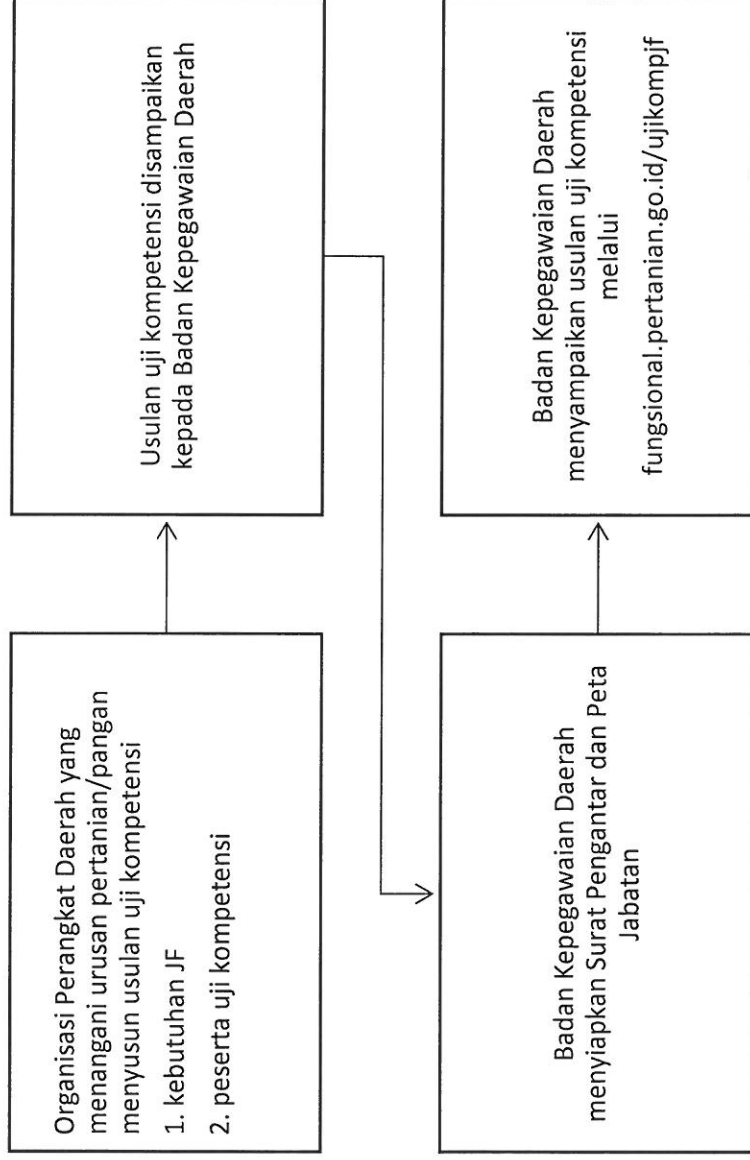 Organisasi Perangkat Daerah yang
menangani urusan pertanian/pangan
menyusun usulan uji kompetensi
1. kebutuhan JF
2. peserta uji kompetensi
Usulan uji kompetensi disampaikan
kepada Badan Kepegawaian Daerah
Badan Kepegawaian Daerah
menyiapkan Surat Pengantar dan Peta
Jabatan
Badan Kepegawaian Daerah
menyampaikan usulan uji kompetensi
melalui
fungsional.pertanian.go.id/ujikompjf